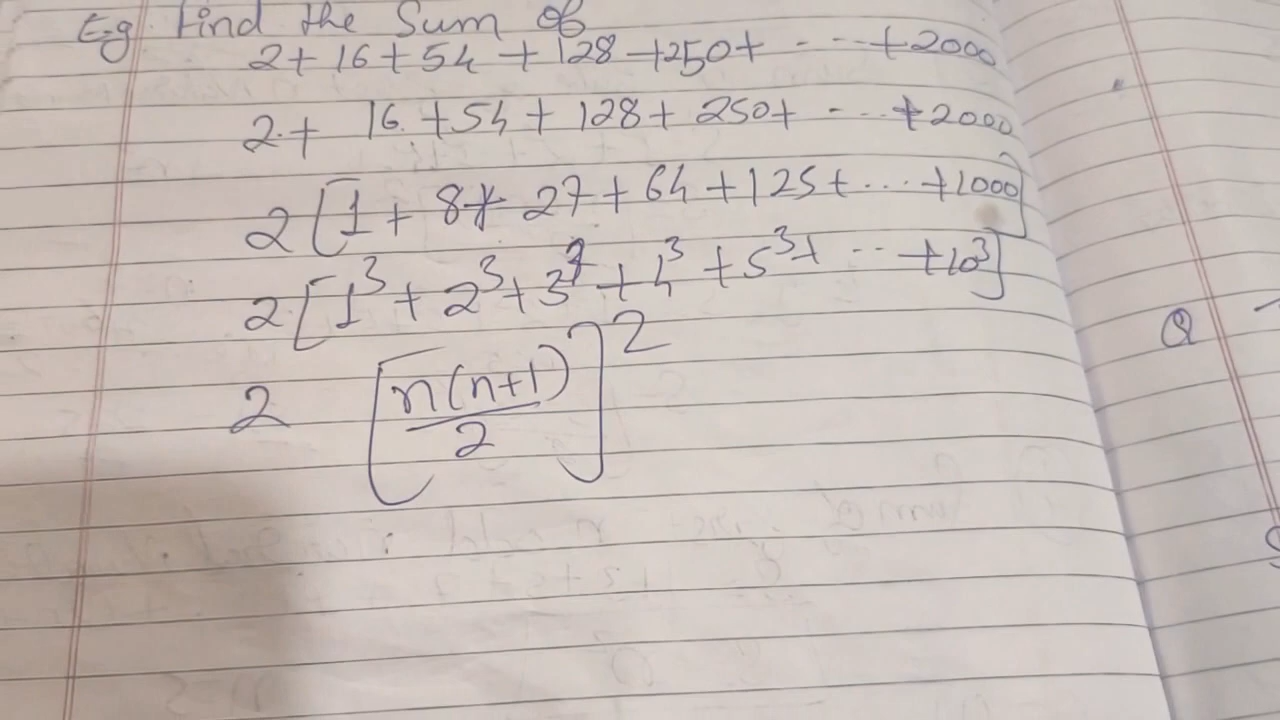 E.g Find the Sum of
2 + 16 + 54 + 128 + 250 + ... + 2000
2 + 16 + 54 + 128 + 250 + ... + 2000
2 [1 + 8 + 27 + 64 + 125 + ... + 1000]
2 [1³ + 2³ + 3³ + 4³ + 5³ + ... + 10³]
2 [n(n+1)/2]²
Q